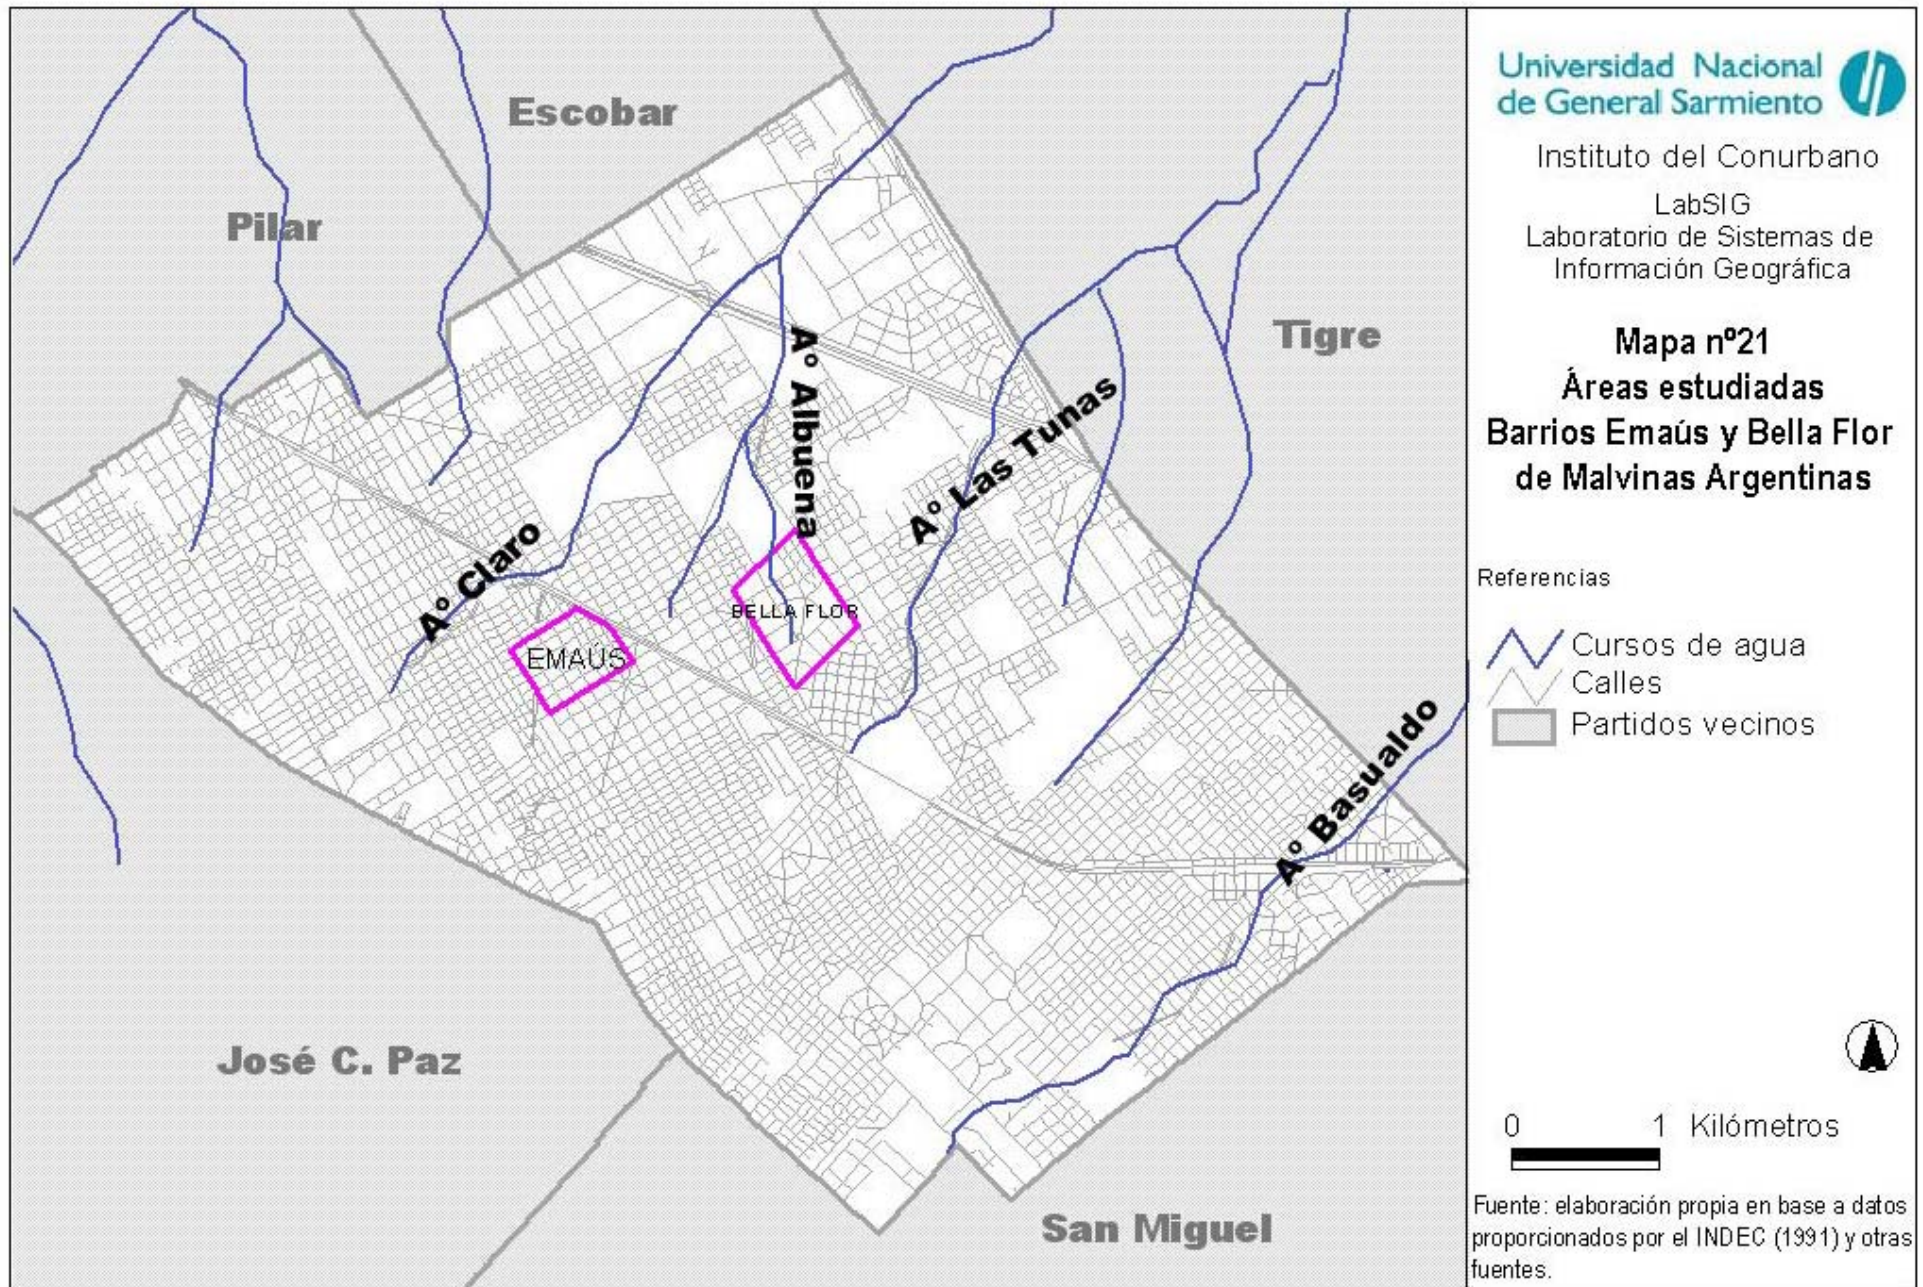 Escobar
Pilar
Tigre
Aº Albuena
Aº Las Tunas
Aº Claro
BELLA FLOR
EMAÚS
Aº Basualdo
José C. Paz
San Miguel
Universidad Nacional
de General Sarmiento
Instituto del Conurbano
LabSIG
Laboratorio de Sistemas de
Información Geográfica
Mapa nº21
Áreas estudiadas
Barrios Emaús y Bella Flor
de Malvinas Argentinas
Referencias
Cursos de agua
Calles
Partidos vecinos
0 1 Kilómetros
Fuente: elaboración propia en base a datos
proporcionados por el INDEC (1991) y otras
fuentes.